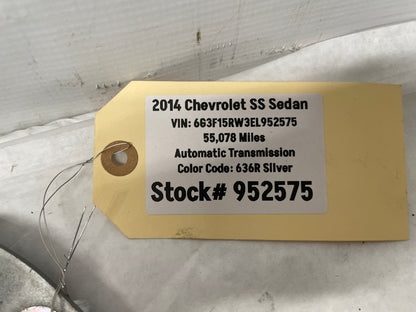 2014 Chevrolet SS Sedan
VIN: 6G3F15RW3EL952575
55,078 Miles
Automatic Transmission
Color Code: 636R Silver
Stock# 952575